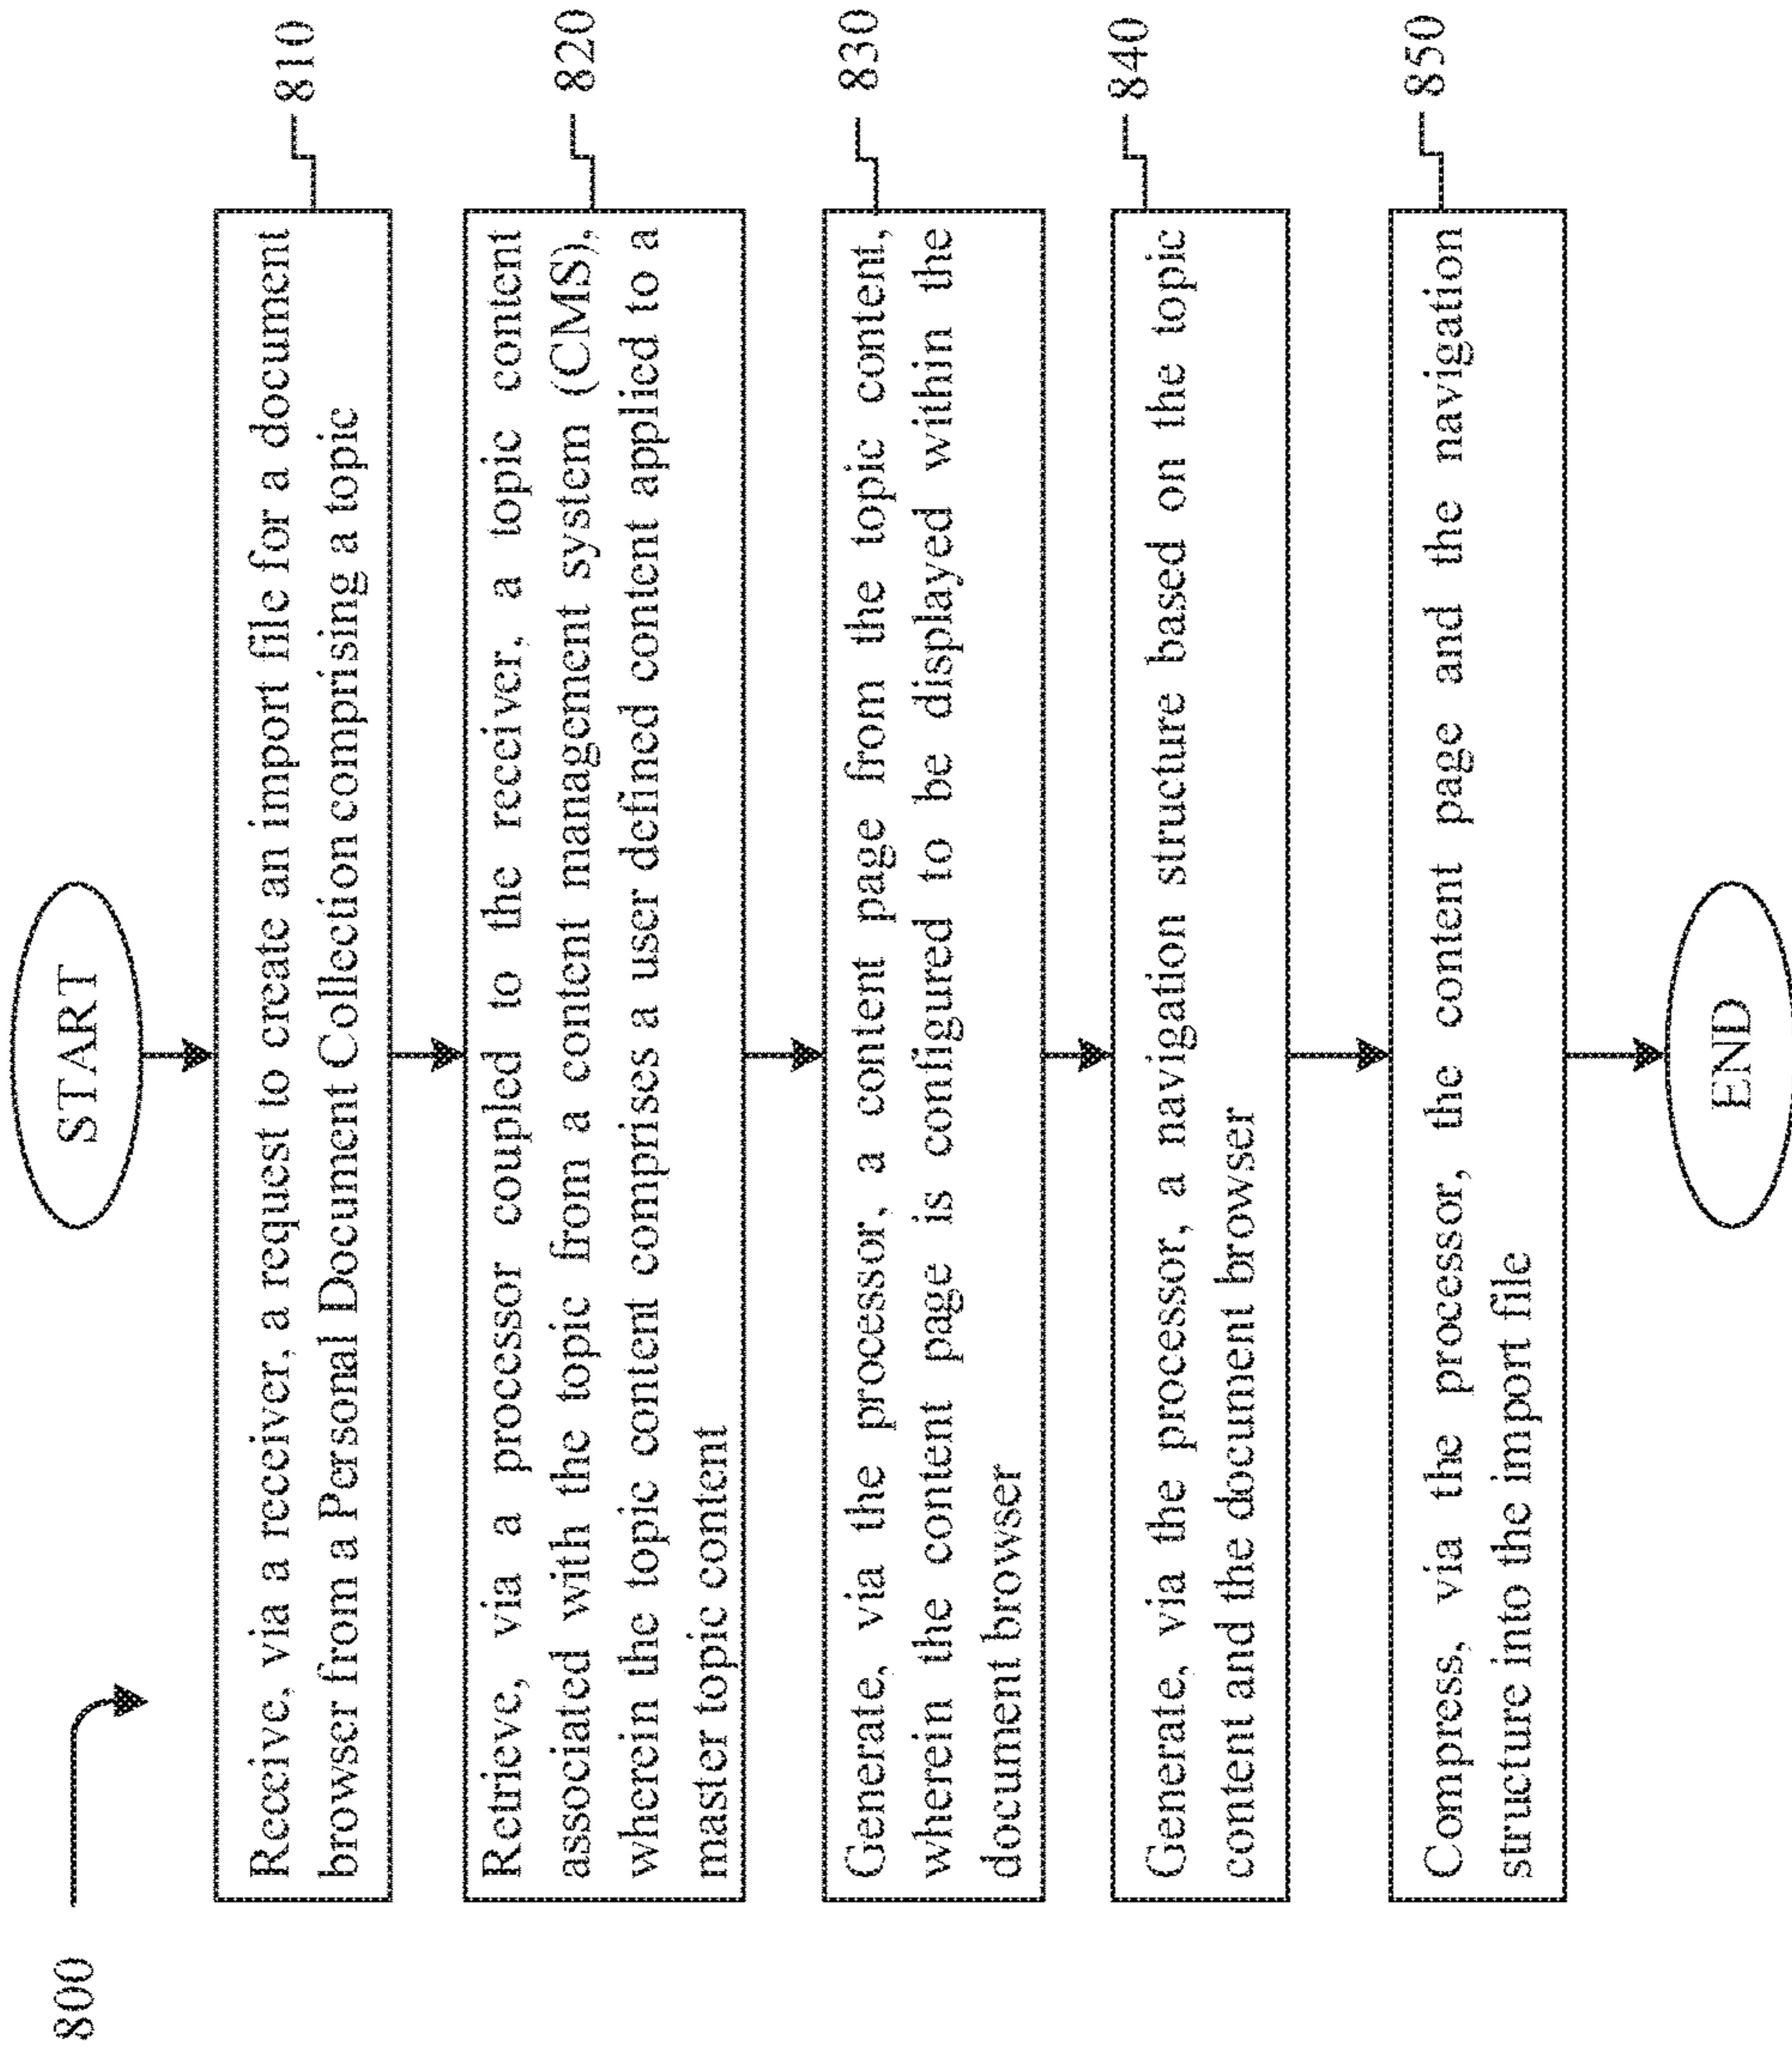 800
START
Receive, via a receiver, a request to create an import file for a document
browser from a Personal Document Collection comprising a topic
810
Retrieve, via a processor coupled to the receiver, a topic content
associated with the topic from a content management system (CMS),
wherein the topic content comprises a user defined content applied to a
master topic content
820
Generate, via the processor, a content page from the topic content,
wherein the content page is configured to be displayed within the
document browser
830
Generate, via the processor, a navigation structure based on the topic
content and the document browser
840
Compress, via the processor, the content page and the navigation
structure into the import file
850
END